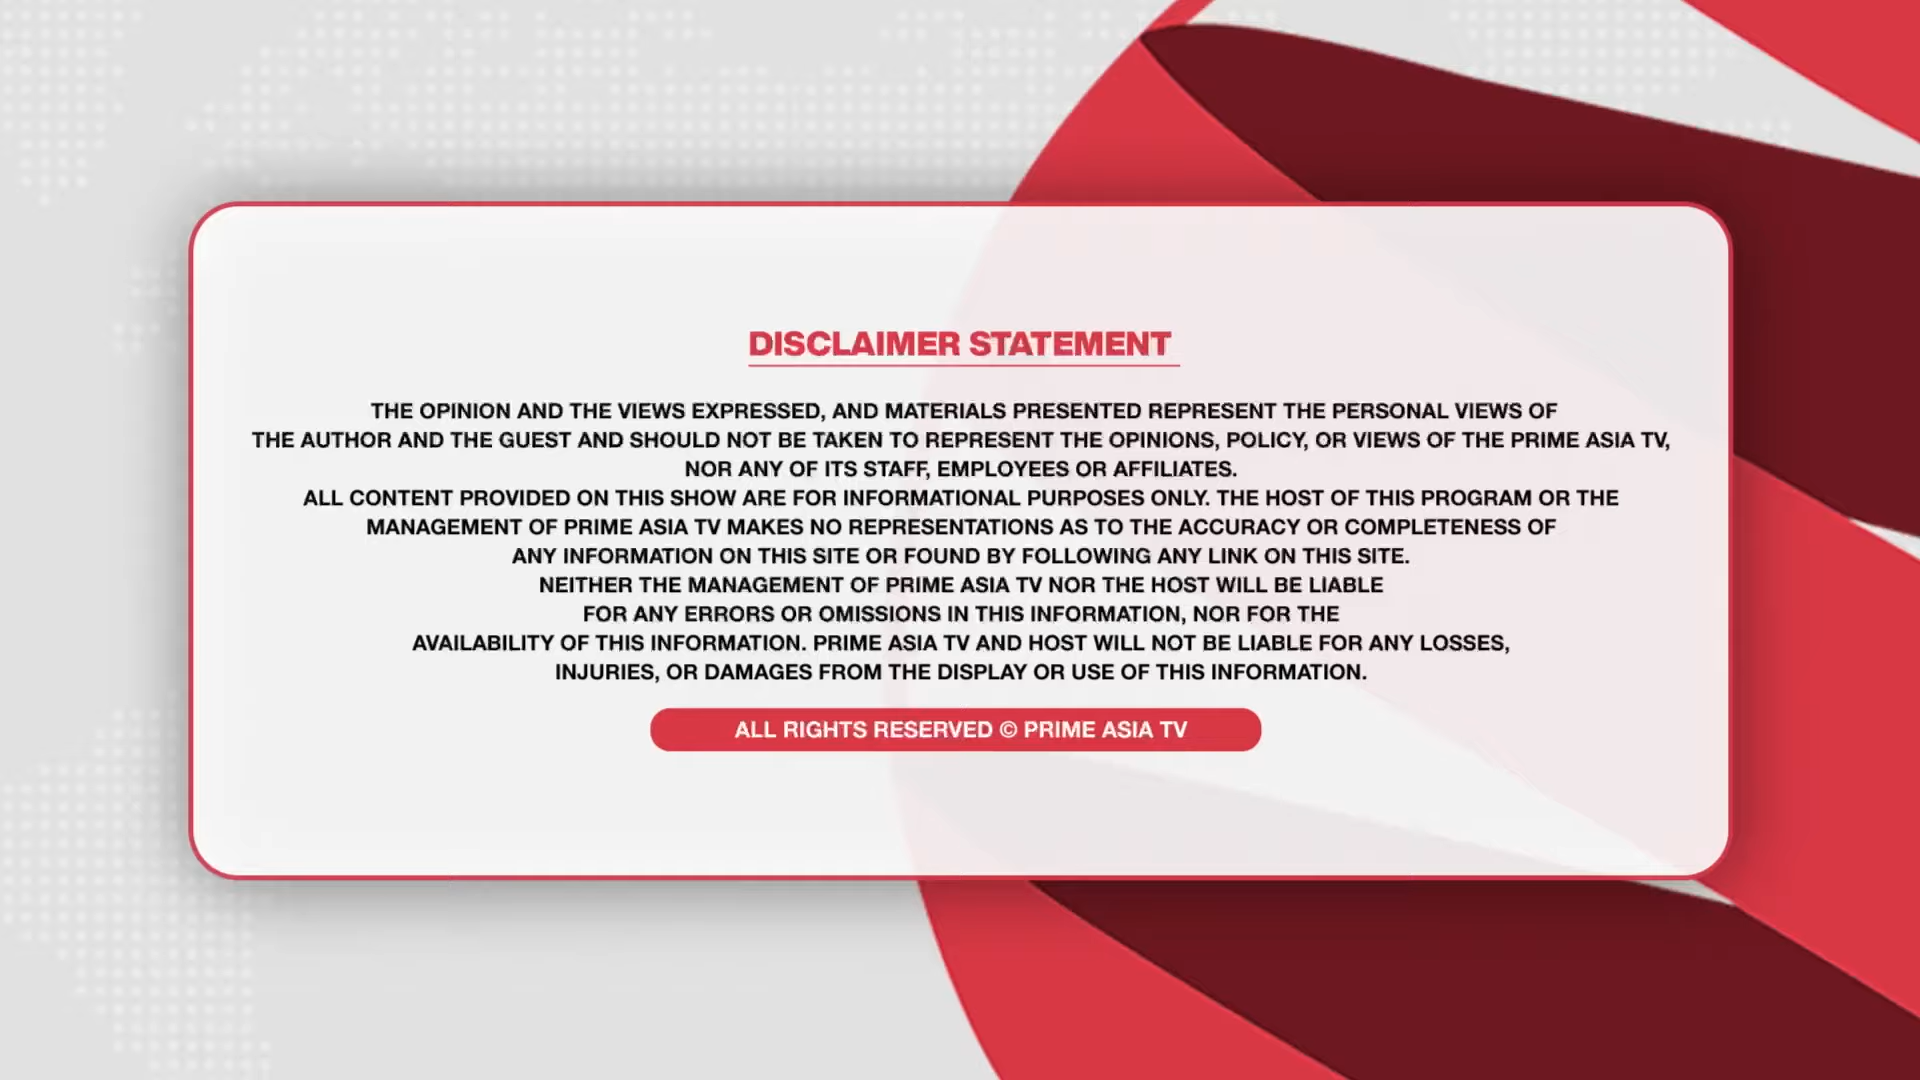 DISCLAIMER STATEMENT
THE OPINION AND THE VIEWS EXPRESSED, AND MATERIALS PRESENTED REPRESENT THE PERSONAL VIEWS OF
THE AUTHOR AND THE GUEST AND SHOULD NOT BE TAKEN TO REPRESENT THE OPINIONS, POLICY, OR VIEWS OF THE PRIME ASIA TV,
NOR ANY OF ITS STAFF, EMPLOYEES OR AFFILIATES.
ALL CONTENT PROVIDED ON THIS SHOW ARE FOR INFORMATIONAL PURPOSES ONLY. THE HOST OF THIS PROGRAM OR THE
MANAGEMENT OF PRIME ASIA TV MAKES NO REPRESENTATIONS AS TO THE ACCURACY OR COMPLETENESS OF
ANY INFORMATION ON THIS SITE OR FOUND BY FOLLOWING ANY LINK ON THIS SITE.
NEITHER THE MANAGEMENT OF PRIME ASIA TV NOR THE HOST WILL BE LIABLE
FOR ANY ERRORS OR OMISSIONS IN THIS INFORMATION, NOR FOR THE
AVAILABILITY OF THIS INFORMATION. PRIME ASIA TV AND HOST WILL NOT BE LIABLE FOR ANY LOSSES,
INJURIES, OR DAMAGES FROM THE DISPLAY OR USE OF THIS INFORMATION.
ALL RIGHTS RESERVED © PRIME ASIA TV